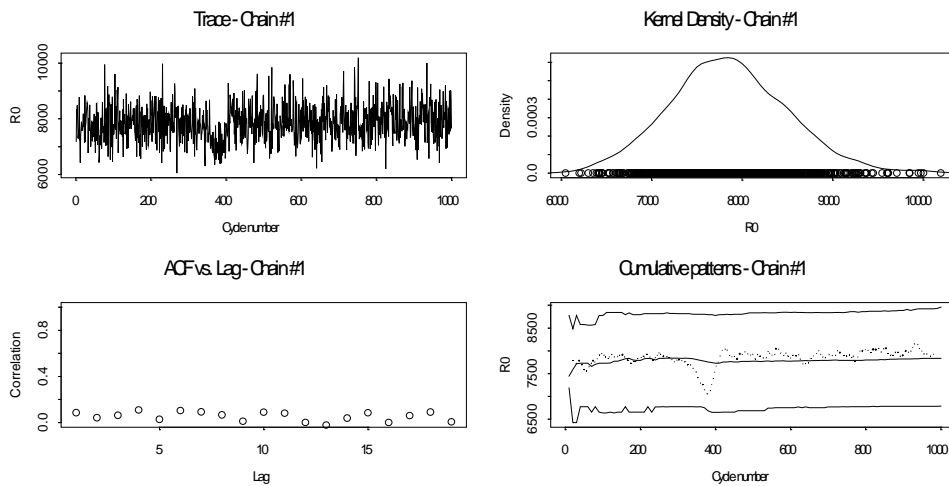 Trace - Chain #1
R0
10000
8000
6000
0 200 400 600 800 1000
Cycle number
Kernel Density - Chain #1
Density
0.0003
0.0
6000 7000 8000 9000 10000
R0
ACF vs. Lag - Chain #1
Correlation
0.8
0.4
0.0
5 10 15
Lag
Cumulative patterns - Chain #1
R0
8500
7500
6500
0 200 400 600 800 1000
Cycle number